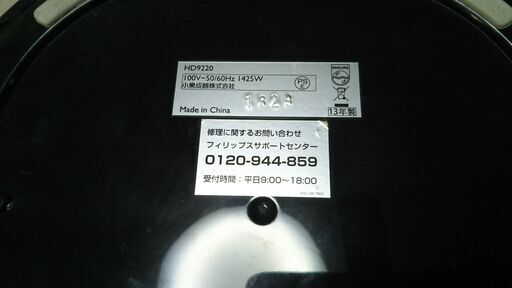 HD9220
100V~50/60Hz 1425W
小泉成器株式会社
PS
E
PHILIPS
1329
Made in China
13年製
修理に関するお問い合わせ
フィリップスサポートセンター
0120-944-859
受付時間：平日9:00～18:00